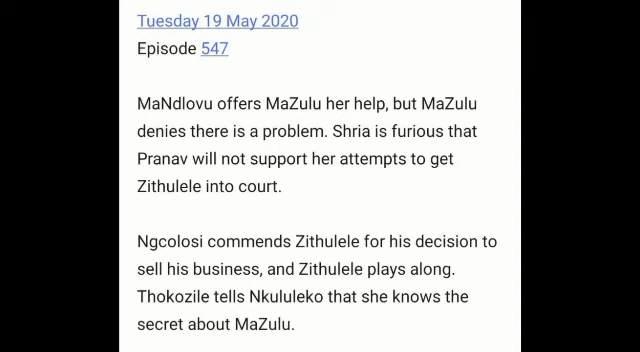 Tuesday 19 May 2020
Episode 547
MaNdlovu offers MaZulu her help, but MaZulu
denies there is a problem. Shria is furious that
Pranav will not support her attempts to get
Zithulele into court.
Ngcolosi commends Zithulele for his decision to
sell his business, and Zithulele plays along.
Thokozile tells Nkululeko that she knows the
secret about MaZulu.